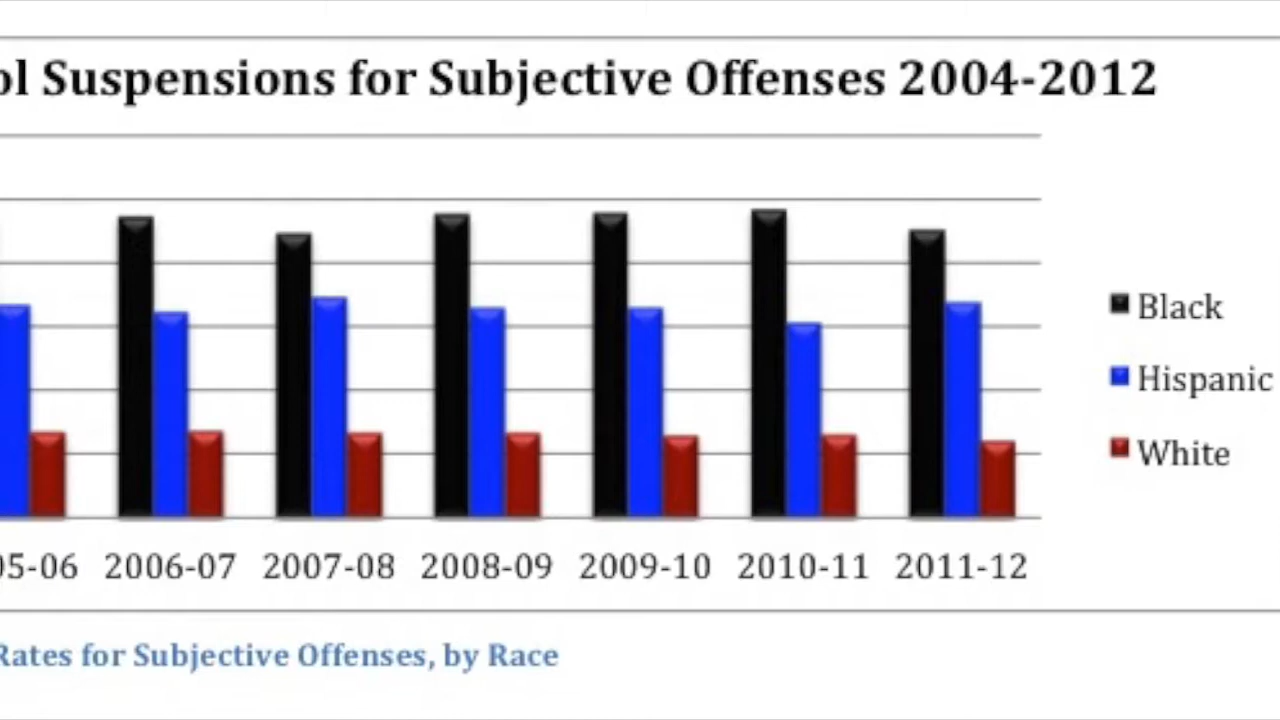 ol Suspensions for Subjective Offenses 2004-2012
Black
Hispanic
White
05-06 2006-07 2007-08 2008-09 2009-10 2010-11 2011-12
Rates for Subjective Offenses, by Race